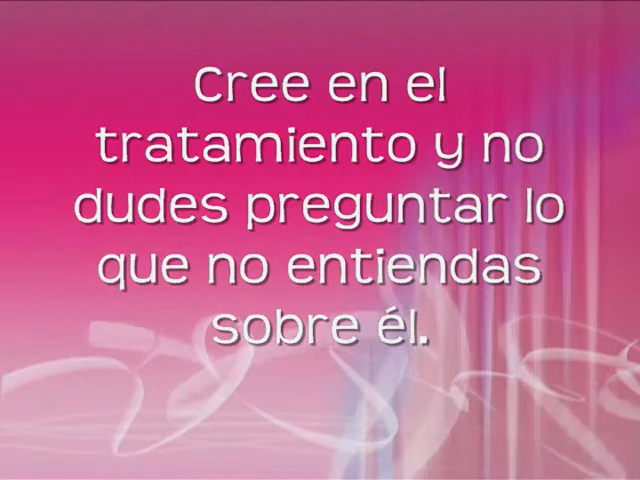 Cree en el
tratamiento y no
dudes preguntar lo
que no entiendas
sobre él.